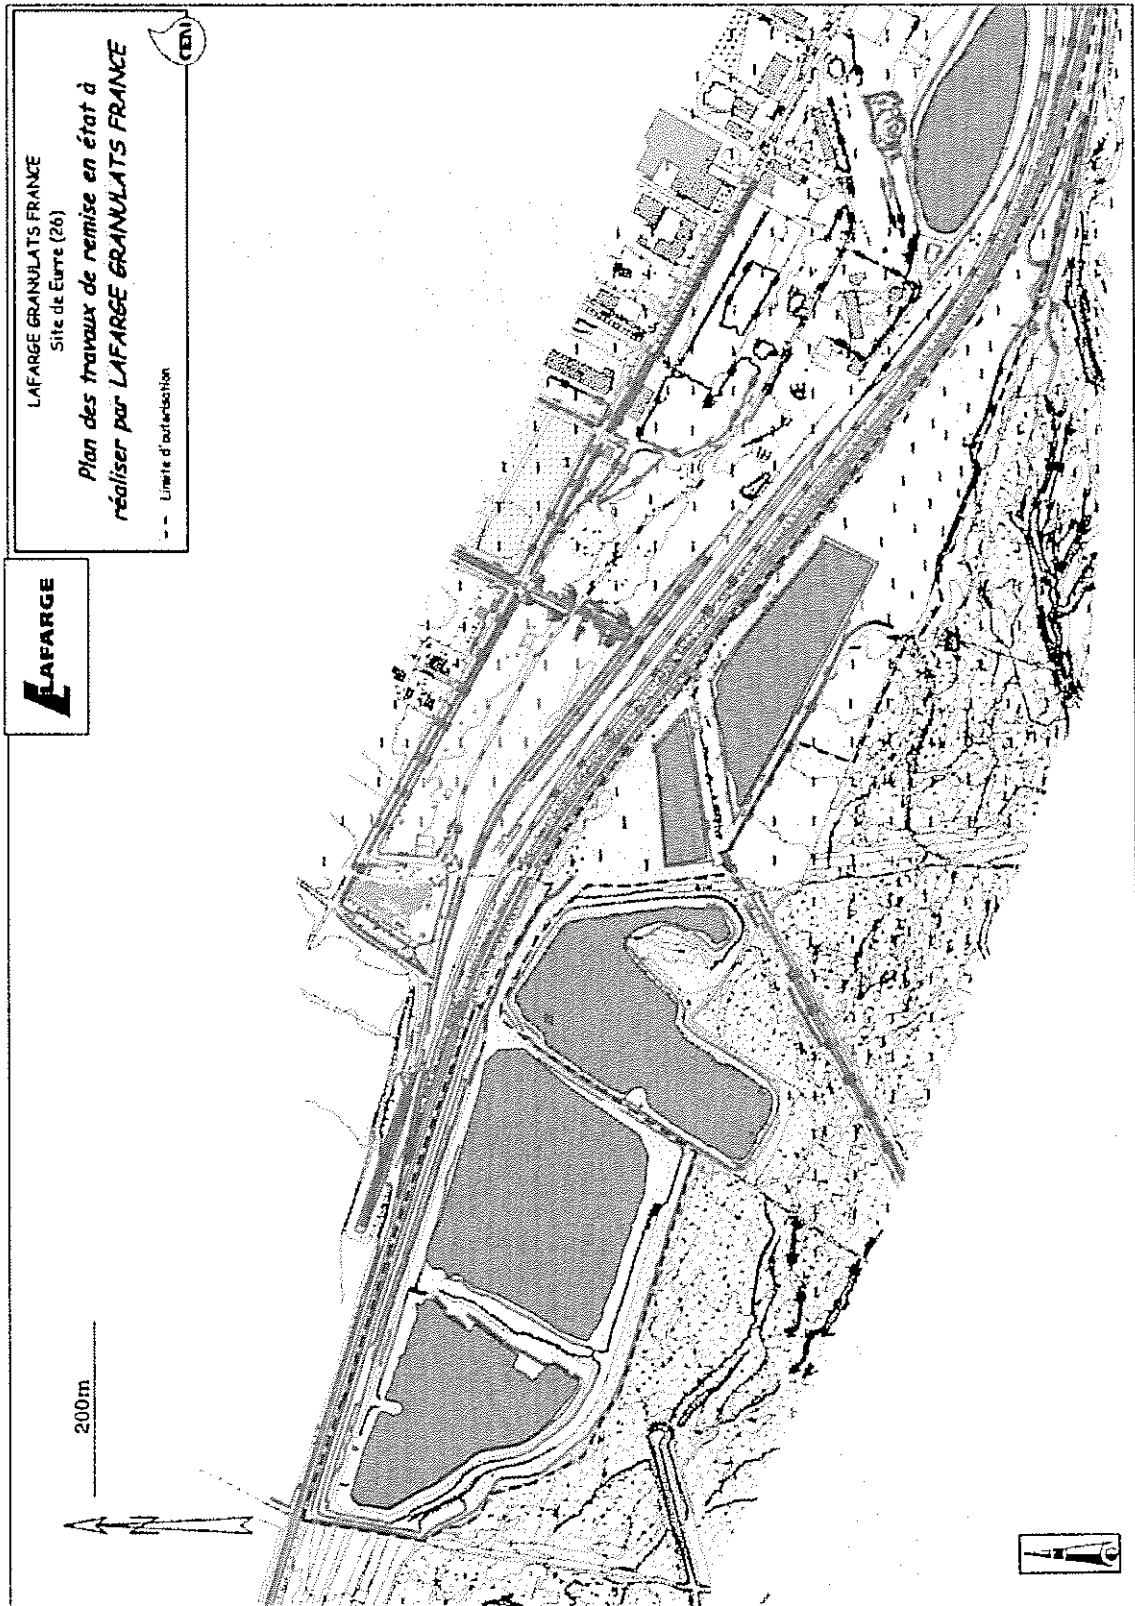 LAFARGE GRANULATS FRANCE
Site de Eurre (26)
Plan des travaux de remise en état à
réaliser par LAFARGE GRANULATS FRANCE
-- Limite d'autorisation
CEN
LAFARGE
200m